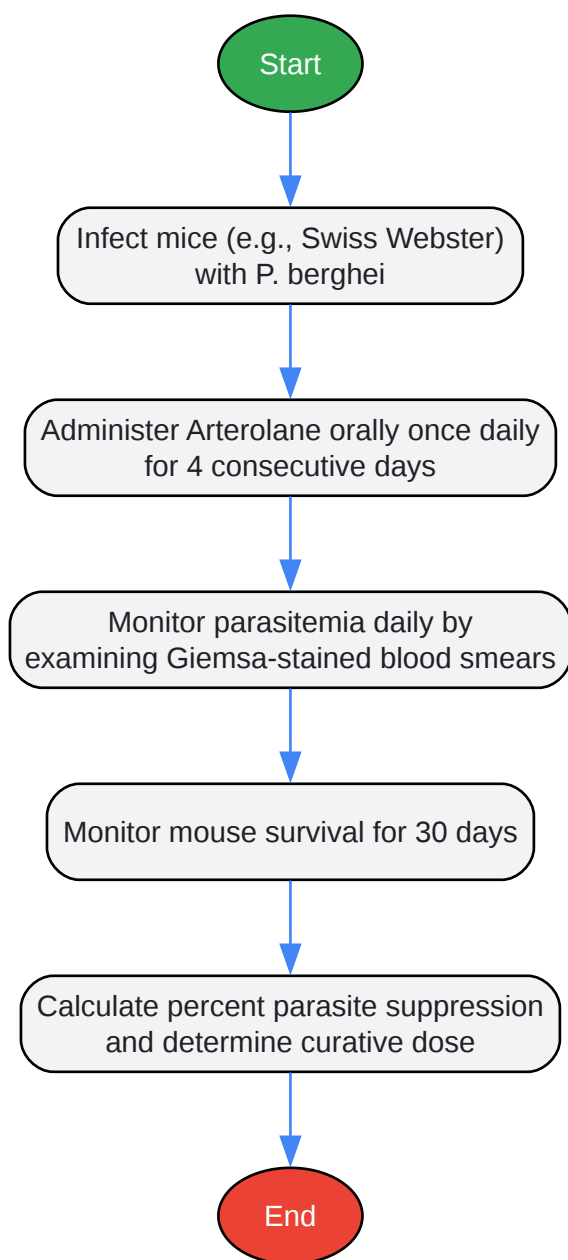 Start
Infect mice (e.g., Swiss Webster)
with P. berghei
Administer Arterolane orally once daily
for 4 consecutive days
Monitor parasitemia daily by
examining Giemsa-stained blood smears
Monitor mouse survival for 30 days
Calculate percent parasite suppression
and determine curative dose
End